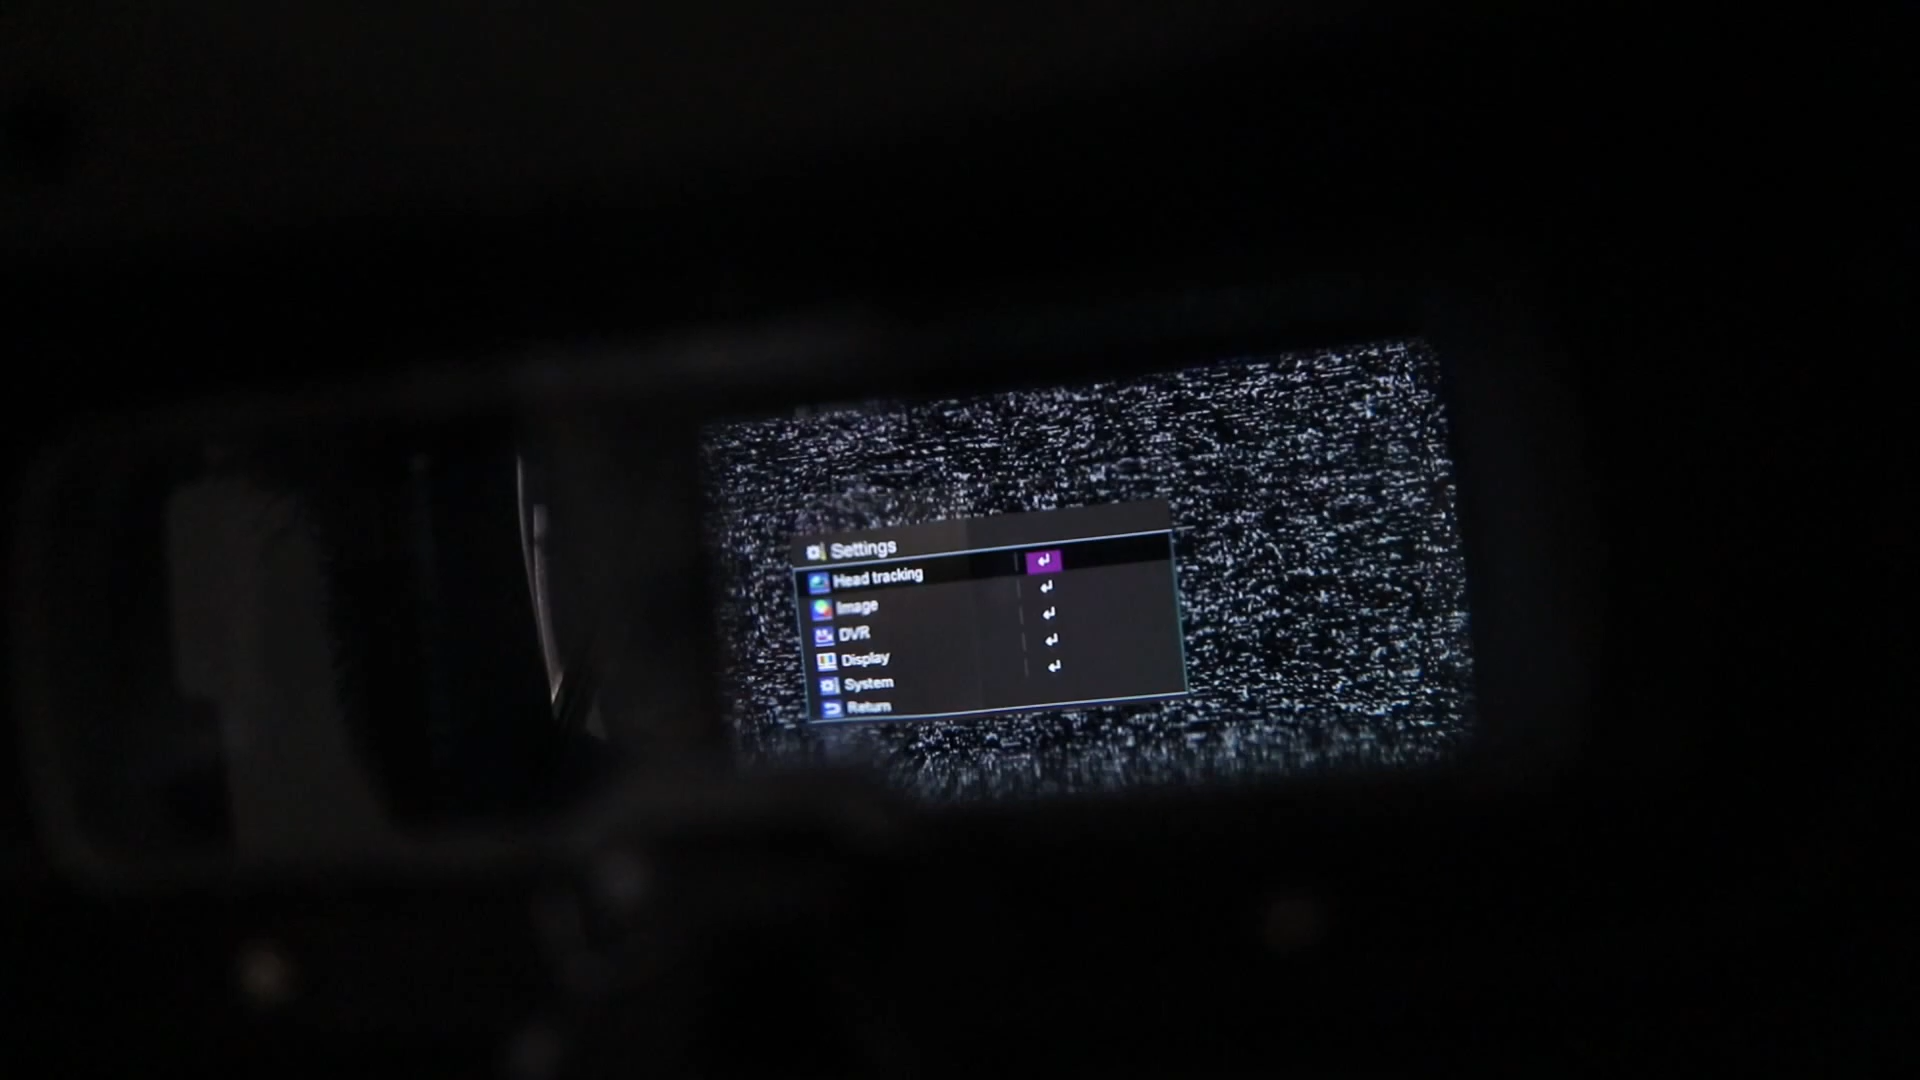 Settings
Head tracking
Image
DVR
Display
System
Return